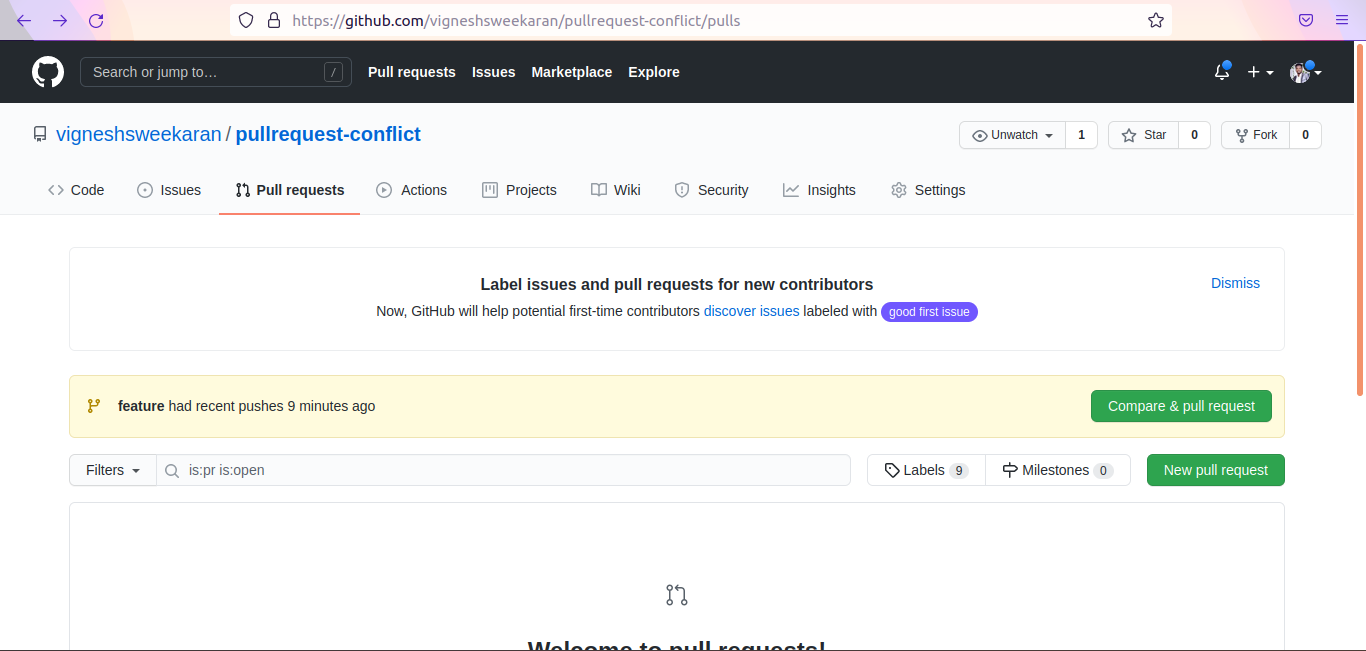 https://github.com/vigneshsweekaran/pullrequest-conflict/pulls
Search or jump to… / Pull requests Issues Marketplace Explore
vigneshsweekaran / pullrequest-conflict Unwatch 1 Star 0 Fork 0
Code Issues Pull requests Actions Projects Wiki Security Insights Settings
Label issues and pull requests for new contributors Dismiss
Now, GitHub will help potential first-time contributors discover issues labeled with good first issue
feature had recent pushes 9 minutes ago Compare & pull request
Filters is:pr is:open Labels 9 Milestones 0 New pull request
Welcome to pull requests!